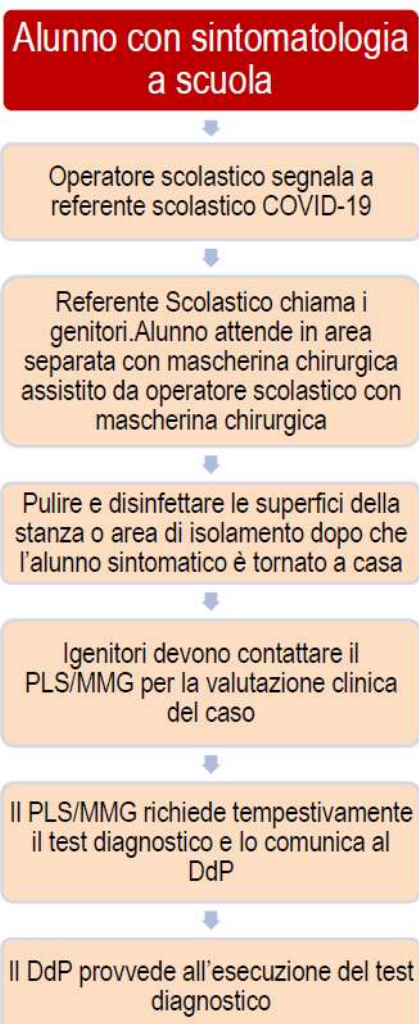 Alunno con sintomatologia
a scuola
Operatore scolastico segnala a
referente scolastico COVID-19
Referente Scolastico chiama i
genitori.Alunno attende in area
separata con mascherina chirurgica
assistito da operatore scolastico con
mascherina chirurgica
Pulire e disinfettare le superfici della
stanza o area di isolamento dopo che
l’alunno sintomatico è tornato a casa
Igenitori devono contattare il
PLS/MMG per la valutazione clinica
del caso
Il PLS/MMG richiede tempestivamente
il test diagnostico e lo comunica al
DdP
Il DdP provvede all’esecuzione del test
diagnostico